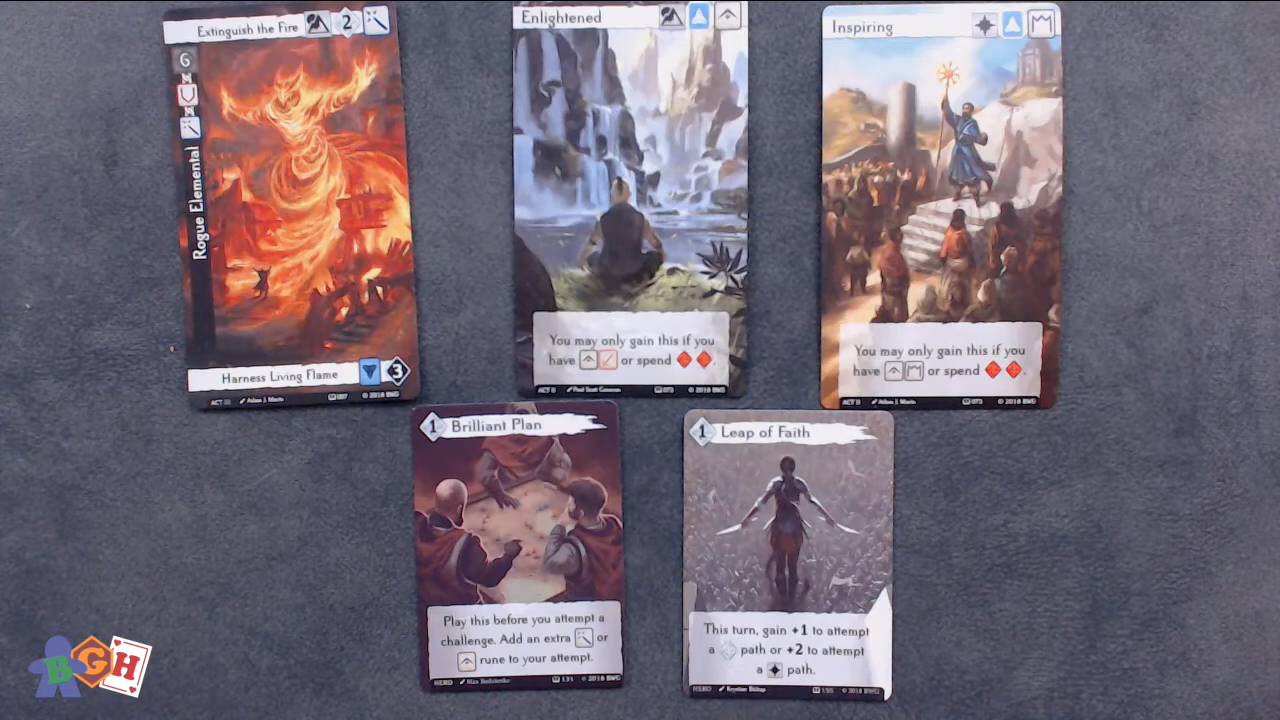 Extinguish the Fire 2
6
Rogue Elemental
Harness Living Flame 3
ACT Adam J. Marin © 2018 BWG
Enlightened
You may only gain this if you
have or spend
ACT II © 2018 BWG
Inspiring
You may only gain this if you
have or spend
ACT II Adam J. Marin 075 © 2018 BWG
1 Brilliant Plan
Play this before you attempt a
challenge. Add an extra or
rune to your attempt.
HERO 131 © 2018 BWG
1 Leap of Faith
This turn, gain +1 to attempt
a path or +2 to attempt
a path.
HERO © 2018 BWG
BGH